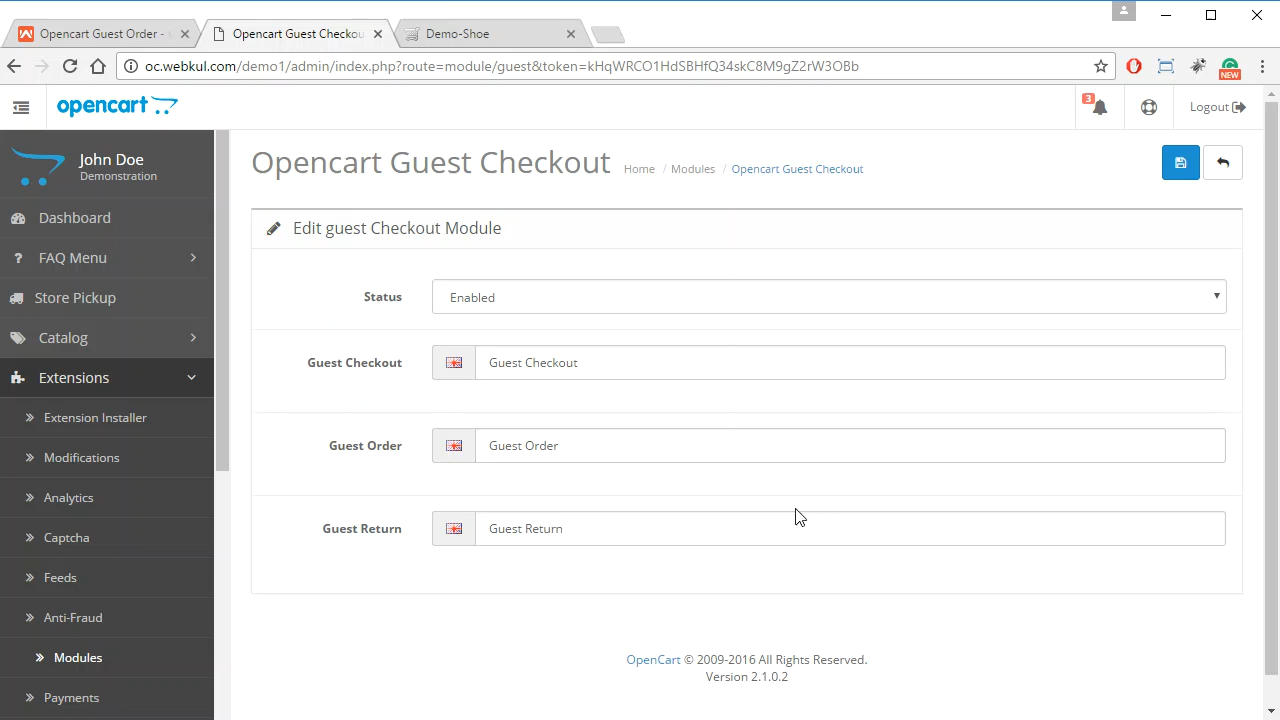 Opencart Guest Order -
Opencart Guest Checkou
Demo-Shoe
oc.webkul.com/demo1/admin/index.php?route=module/guest&token=kHqWRCO1HdSBHfQ34skC8M9gZ2rW3OBb
NEW
opencart
3
Logout
John Doe
Demonstration
Dashboard
FAQ Menu
Store Pickup
Catalog
Extensions
Extension Installer
Modifications
Analytics
Captcha
Feeds
Anti-Fraud
Modules
Payments
Opencart Guest Checkout
Home / Modules / Opencart Guest Checkout
Edit guest Checkout Module
Status Enabled
Guest Checkout Guest Checkout
Guest Order Guest Order
Guest Return Guest Return
OpenCart © 2009-2016 All Rights Reserved.
Version 2.1.0.2